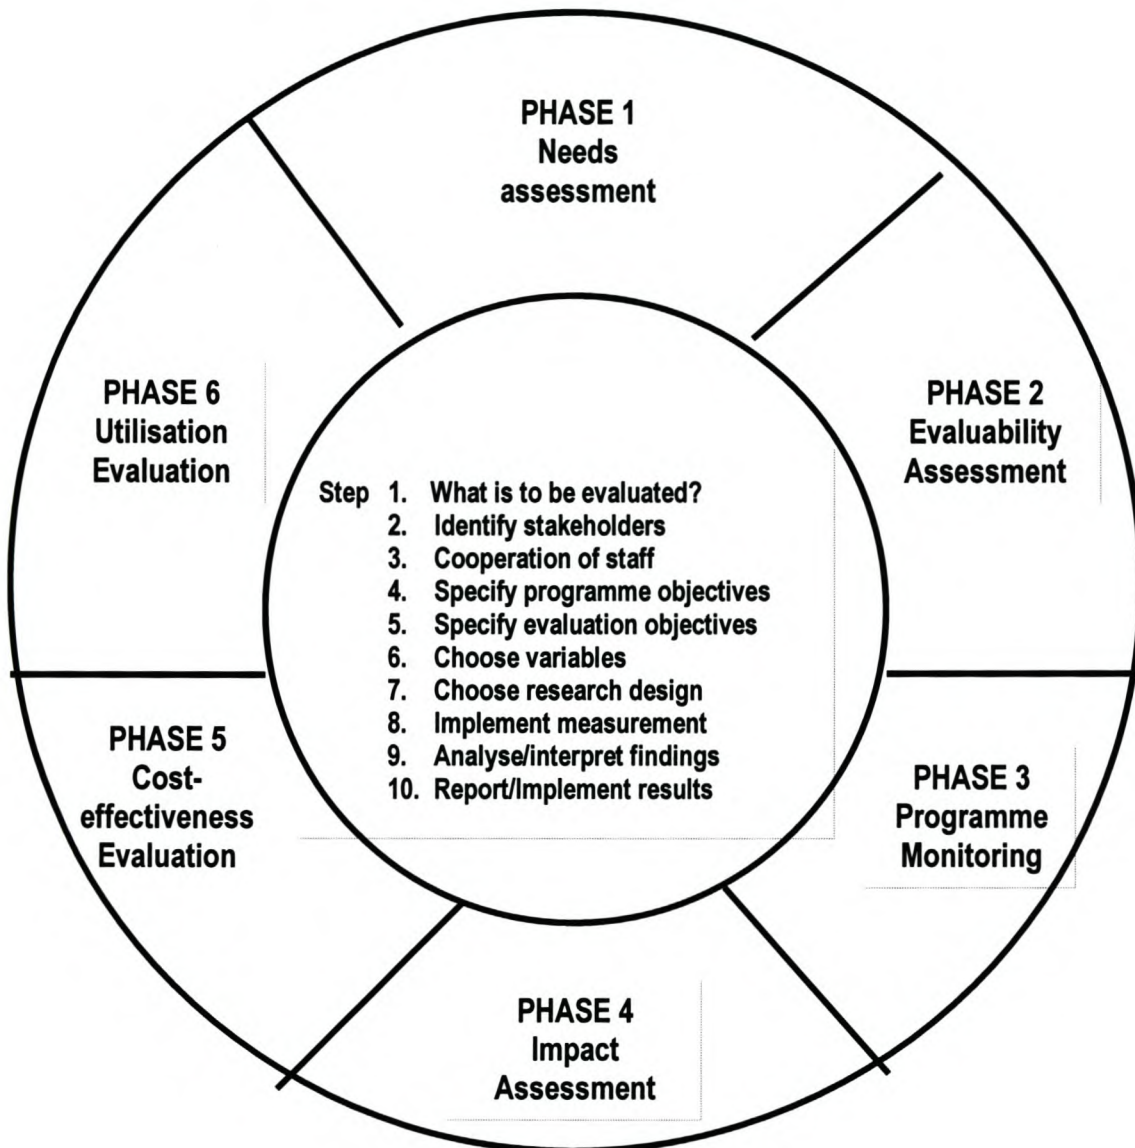 PHASE 1
Needs
assessment
PHASE 2
Evaluability
Assessment
PHASE 3
Programme
Monitoring
PHASE 4
Impact
Assessment
PHASE 5
Cost-
effectiveness
Evaluation
PHASE 6
Utilisation
Evaluation
Step 1. What is to be evaluated?
2. Identify stakeholders
3. Cooperation of staff
4. Specify programme objectives
5. Specify evaluation objectives
6. Choose variables
7. Choose research design
8. Implement measurement
9. Analyse/interpret findings
10. Report/Implement results